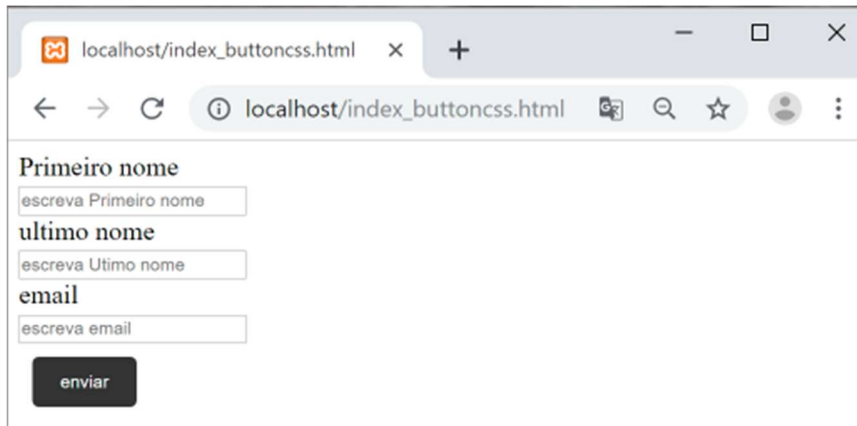 localhost/index_buttoncss.html
localhost/index_buttoncss.html
Primeiro nome
escreva Primeiro nome
ultimo nome
escreva Utimo nome
email
escreva email
enviar